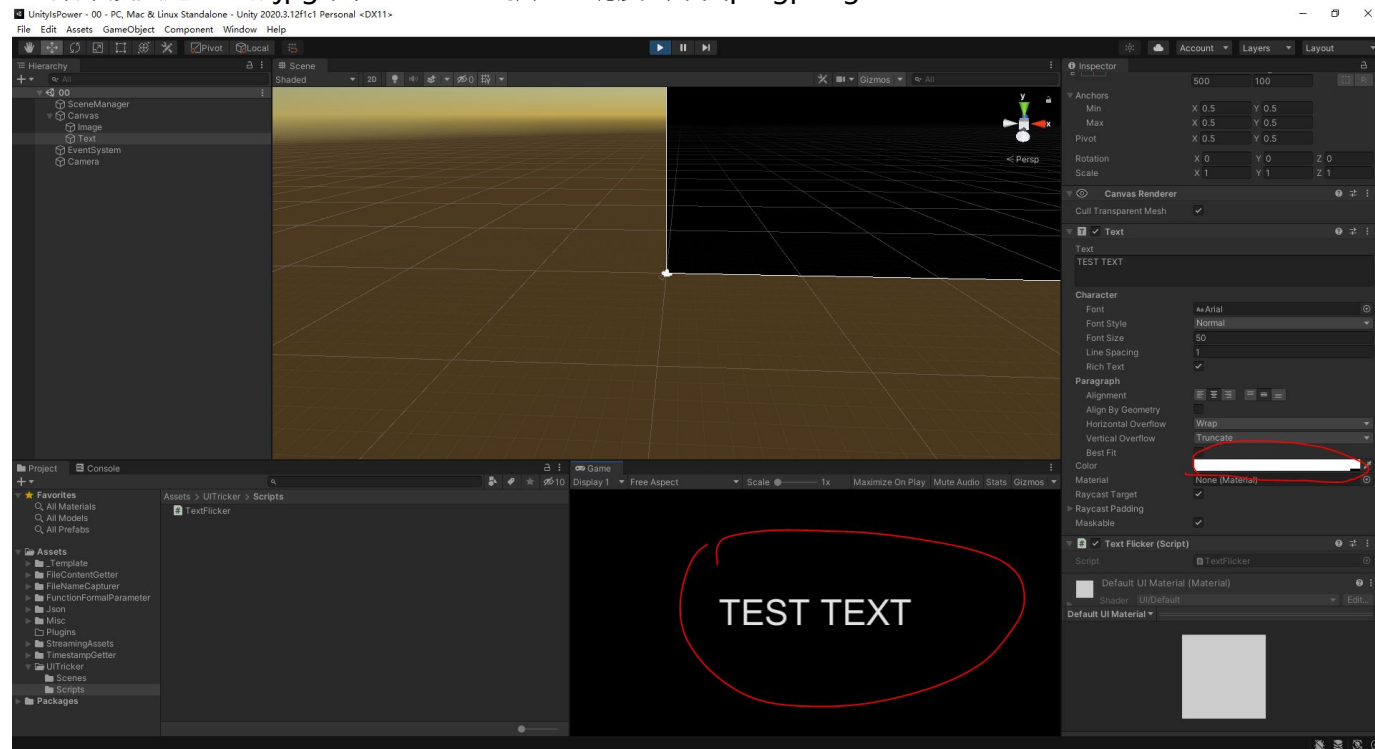 UnityIsPower - 00 - PC, Mac & Linux Standalone - Unity 2020.3.12f1c1 Personal <DX11>
File Edit Assets GameObject Component Window Help
Pivot Local
Account Layers Layout
Hierarchy
All
00
SceneManager
Canvas
Image
Text
EventSystem
Camera
Scene
Shaded 2D 0 Gizmos All
y
x
Persp
Inspector
500 100
Anchors
Min X 0.5 Y 0.5
Max X 0.5 Y 0.5
Pivot X 0.5 Y 0.5
Rotation X 0 Y 0 Z 0
Scale X 1 Y 1 Z 1
Canvas Renderer
Cull Transparent Mesh
Text
Text
TEST TEXT
Character
Font Arial
Font Style Normal
Font Size 50
Line Spacing 1
Rich Text
Paragraph
Alignment
Align By Geometry
Horizontal Overflow Wrap
Vertical Overflow Truncate
Best Fit
Color
Material None (Material)
Raycast Target
Raycast Padding
Maskable
Text Flicker (Script)
Script TextFlicker
Default UI Material (Material)
Shader UI/Default Edit...
Default UI Material
Project Console
10
Favorites
All Materials
All Models
All Prefabs
Assets
_Template
FileContentGetter
FileNameCapturer
FunctionFormalParameter
Json
Misc
Plugins
StreamingAssets
TimestampGetter
UITricker
Scenes
Scripts
Packages
Assets > UITricker > Scripts
TextFlicker
Game
Display 1 Free Aspect Scale 1x Maximize On Play Mute Audio Stats Gizmos
TEST TEXT